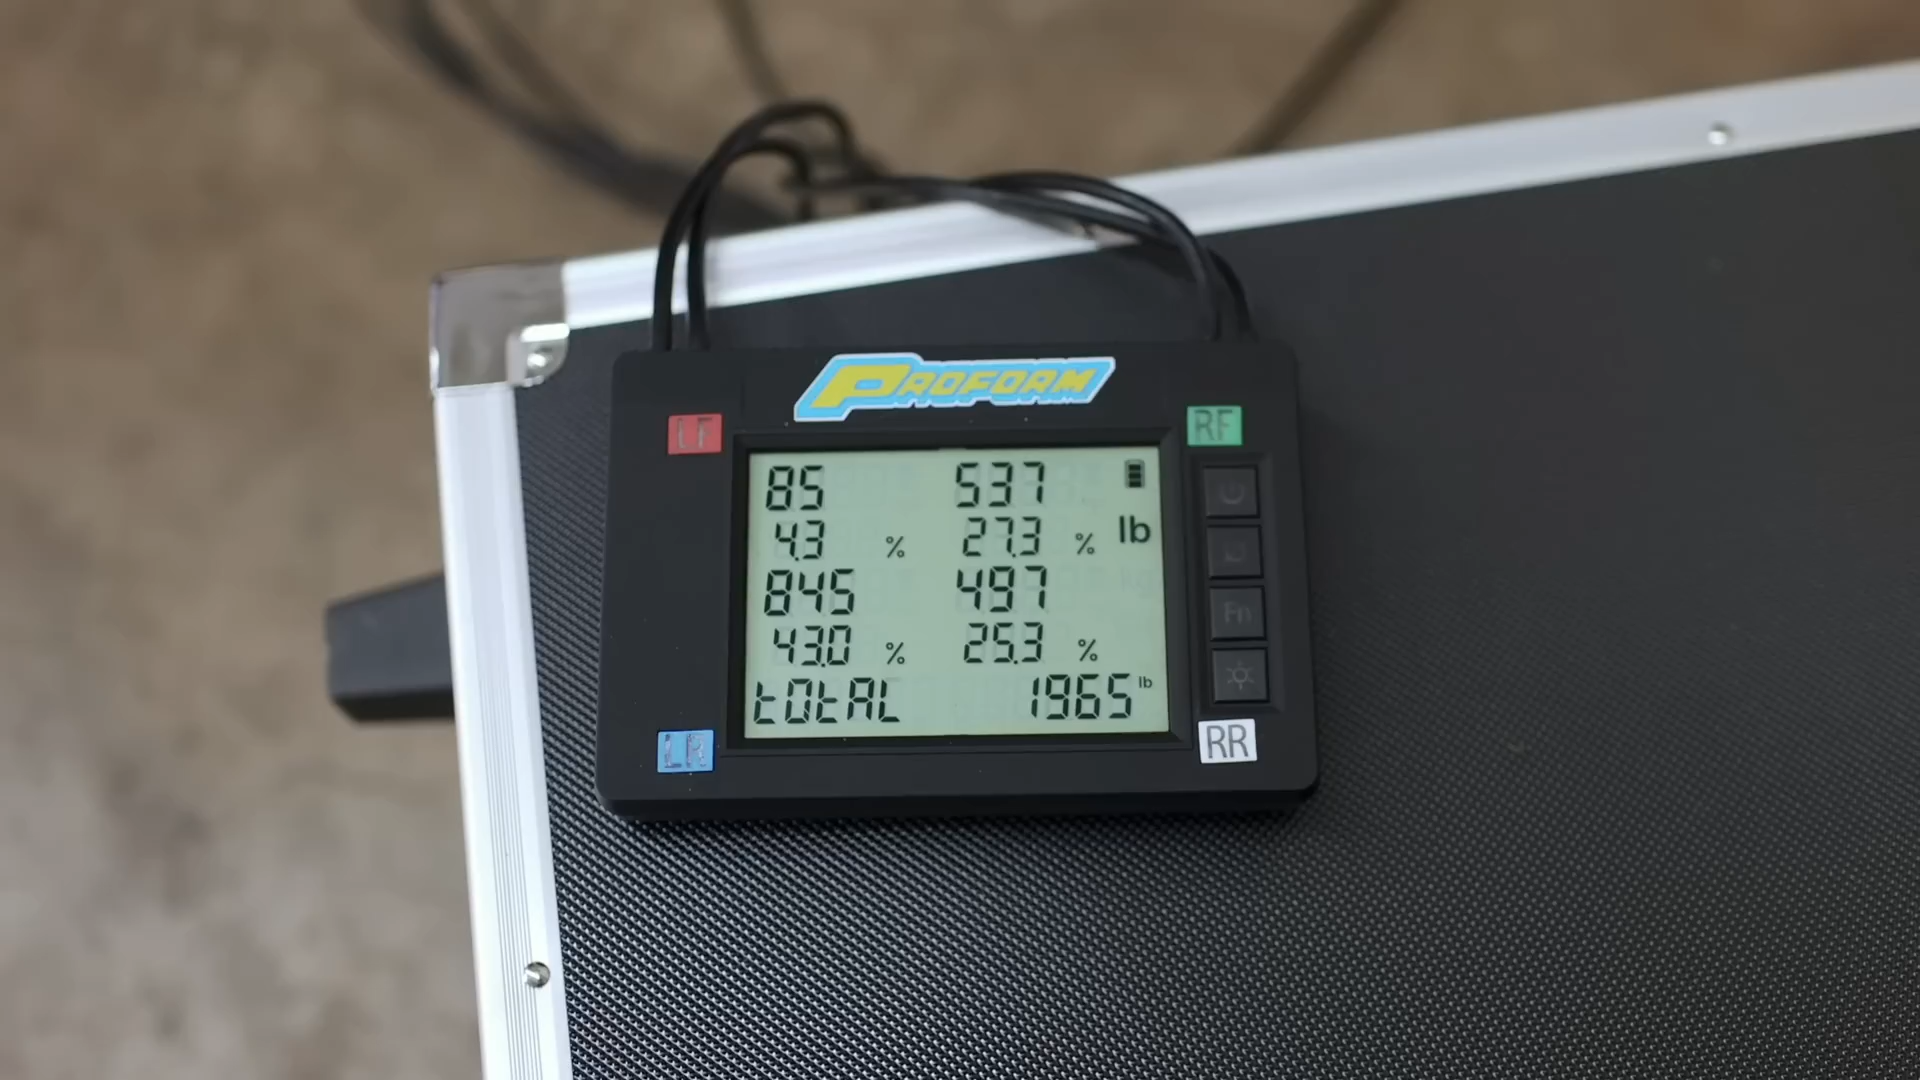 PROFORM
LF
RF
85 537
4.3 % 27.3 % lb
845 497
43.0 % 25.3 %
totAL 1965 lb
LR
RR
Fn